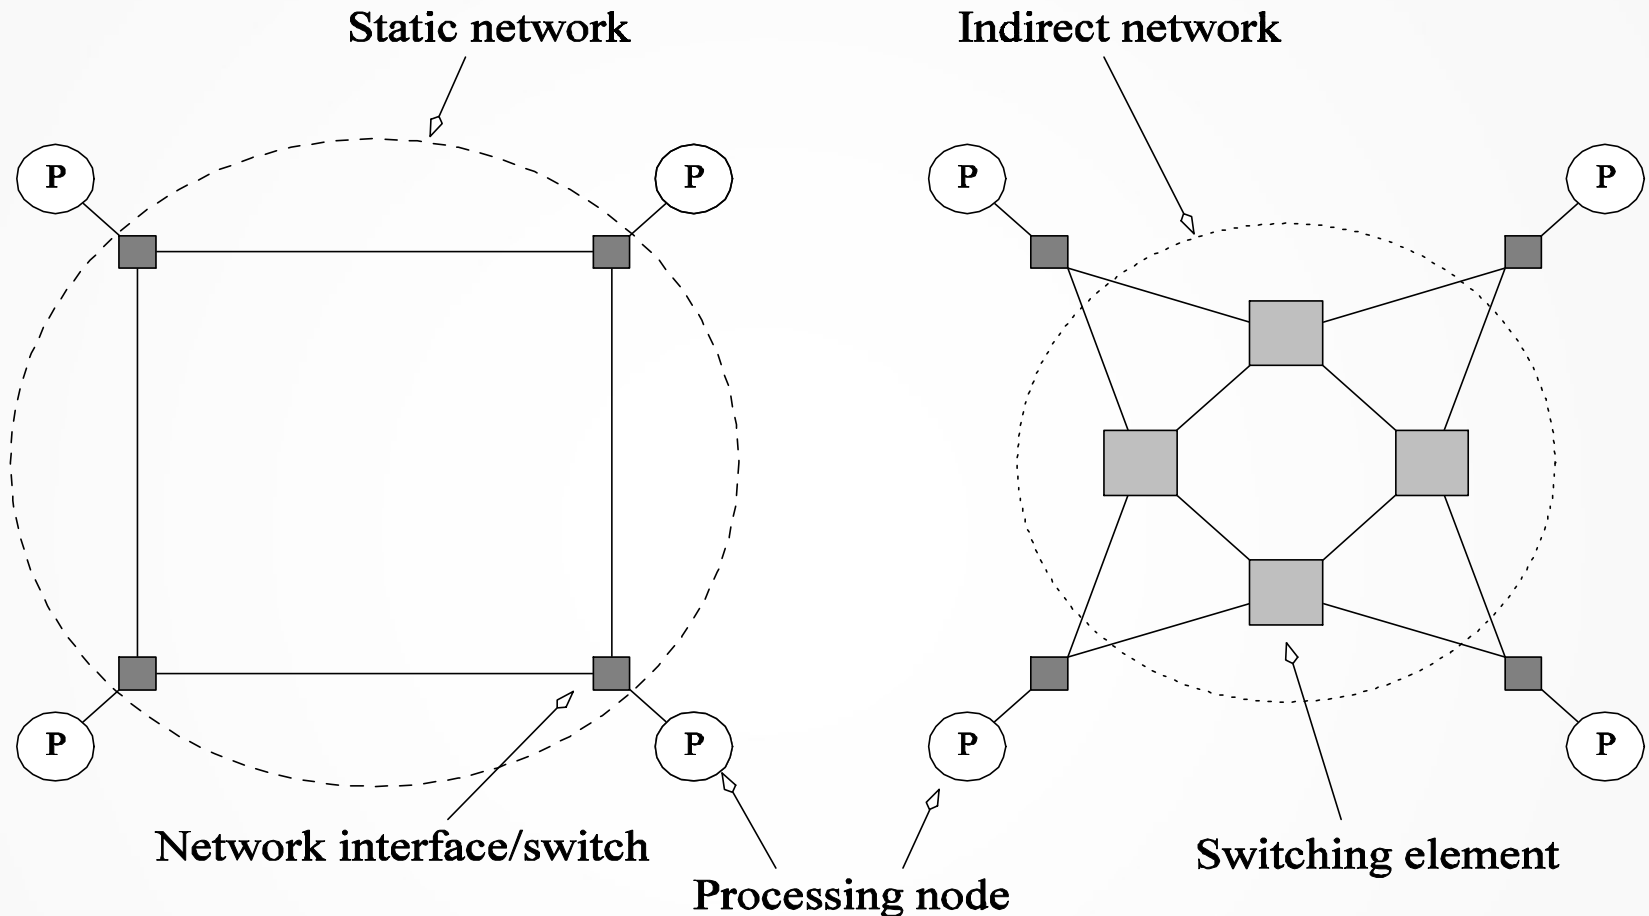 Static network
Indirect network
P
P
P
P
P
P
P
P
Network interface/switch
Switching element
Processing node